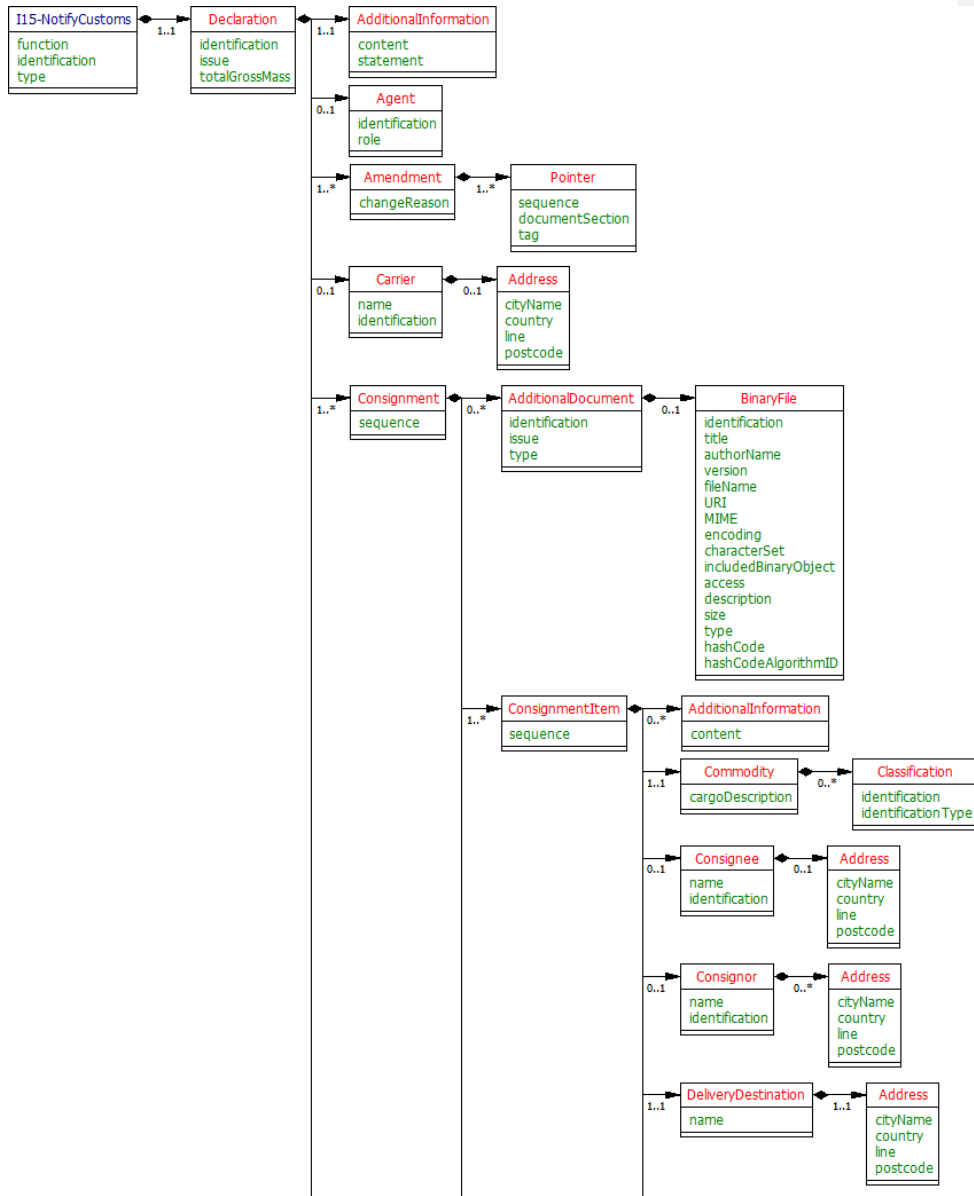 I15-NotifyCustoms
function
identification
type
1..1
Declaration
identification
issue
totalGrossMass
1..1
AdditionalInformation
content
statement
0..1
Agent
identification
role
1..*
Amendment
changeReason
1..*
Pointer
sequence
documentSection
tag
0..1
Carrier
name
identification
0..1
Address
cityName
country
line
postcode
1..*
Consignment
sequence
0..*
AdditionalDocument
identification
issue
type
0..1
BinaryFile
identification
title
authorName
version
fileName
URI
MIME
encoding
characterSet
includedBinaryObject
access
description
size
type
hashCode
hashCodeAlgorithmID
1..*
ConsignmentItem
sequence
0..*
AdditionalInformation
content
1..1
Commodity
cargoDescription
0..*
Classification
identification
identificationType
0..1
Consignee
name
identification
0..1
Address
cityName
country
line
postcode
0..1
Consignor
name
identification
0..*
Address
cityName
country
line
postcode
1..1
DeliveryDestination
name
1..1
Address
cityName
country
line
postcode